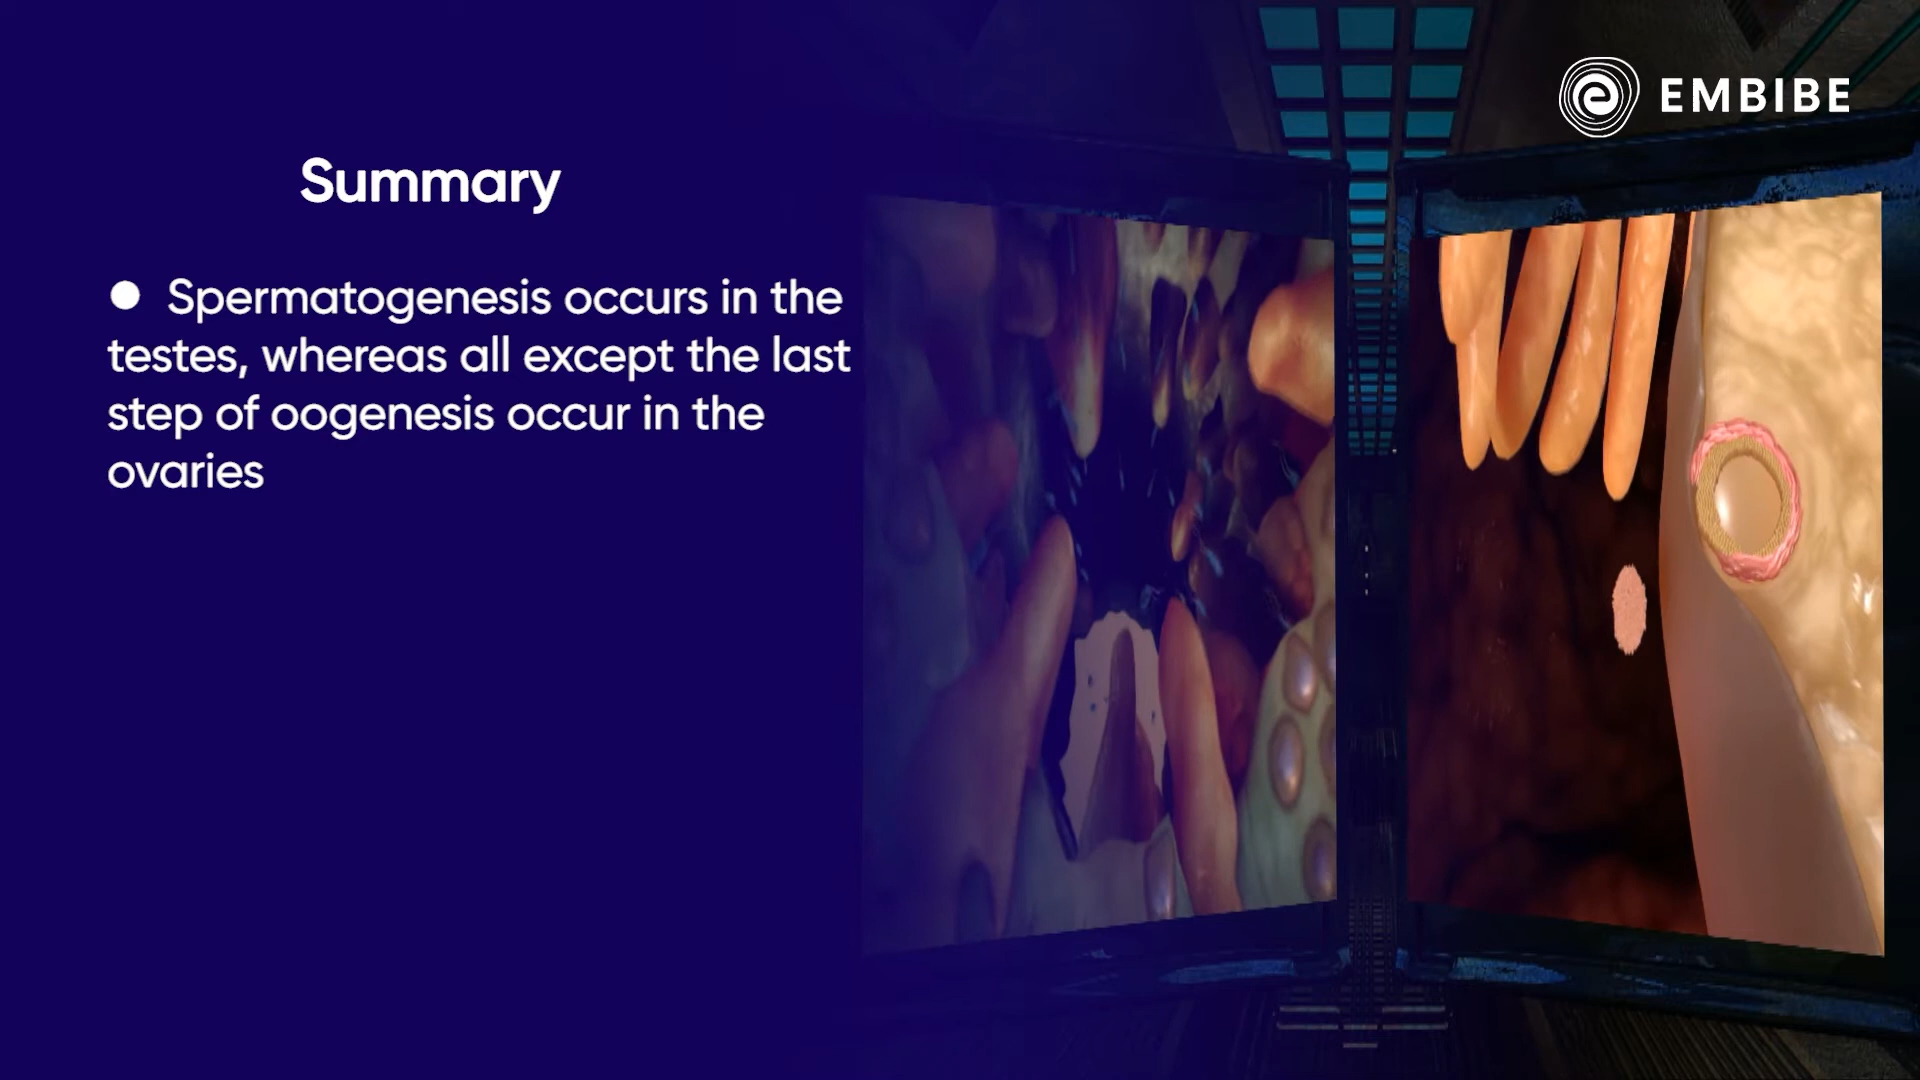 EMBIBE
Summary
● Spermatogenesis occurs in the
testes, whereas all except the last
step of oogenesis occur in the
ovaries